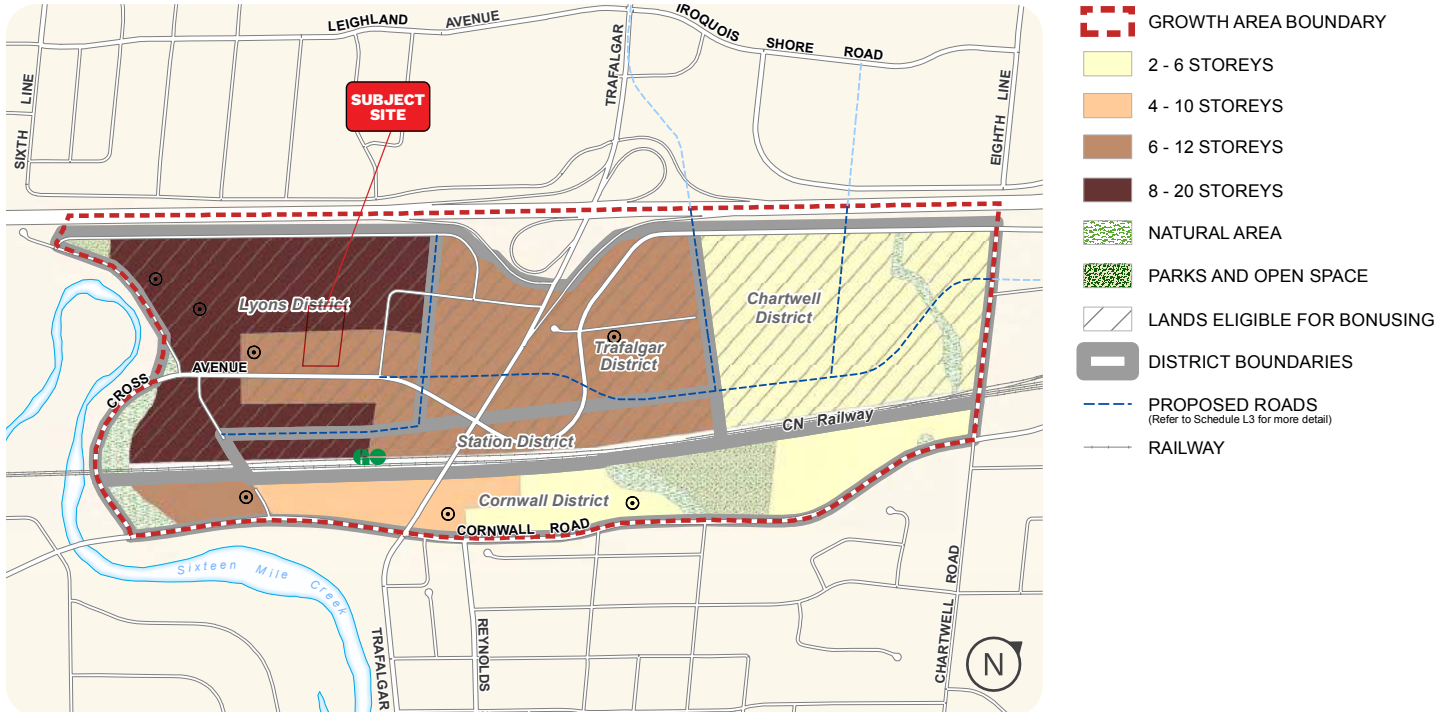 LEIGHLAND AVENUE
IROQUOIS SHORE ROAD
SIXTH LINE
TRAFALGAR
EIGHTH LINE
SUBJECT
SITE
Lyons District
Chartwell
District
Trafalgar
District
CROSS AVENUE
Station District
CN Railway
Cornwall District
CORNWALL ROAD
Sixteen Mile Creek
TRAFALGAR
REYNOLDS
CHARTWELL ROAD
N
GROWTH AREA BOUNDARY
2 - 6 STOREYS
4 - 10 STOREYS
6 - 12 STOREYS
8 - 20 STOREYS
NATURAL AREA
PARKS AND OPEN SPACE
LANDS ELIGIBLE FOR BONUSING
DISTRICT BOUNDARIES
PROPOSED ROADS
(Refer to Schedule L3 for more detail)
RAILWAY